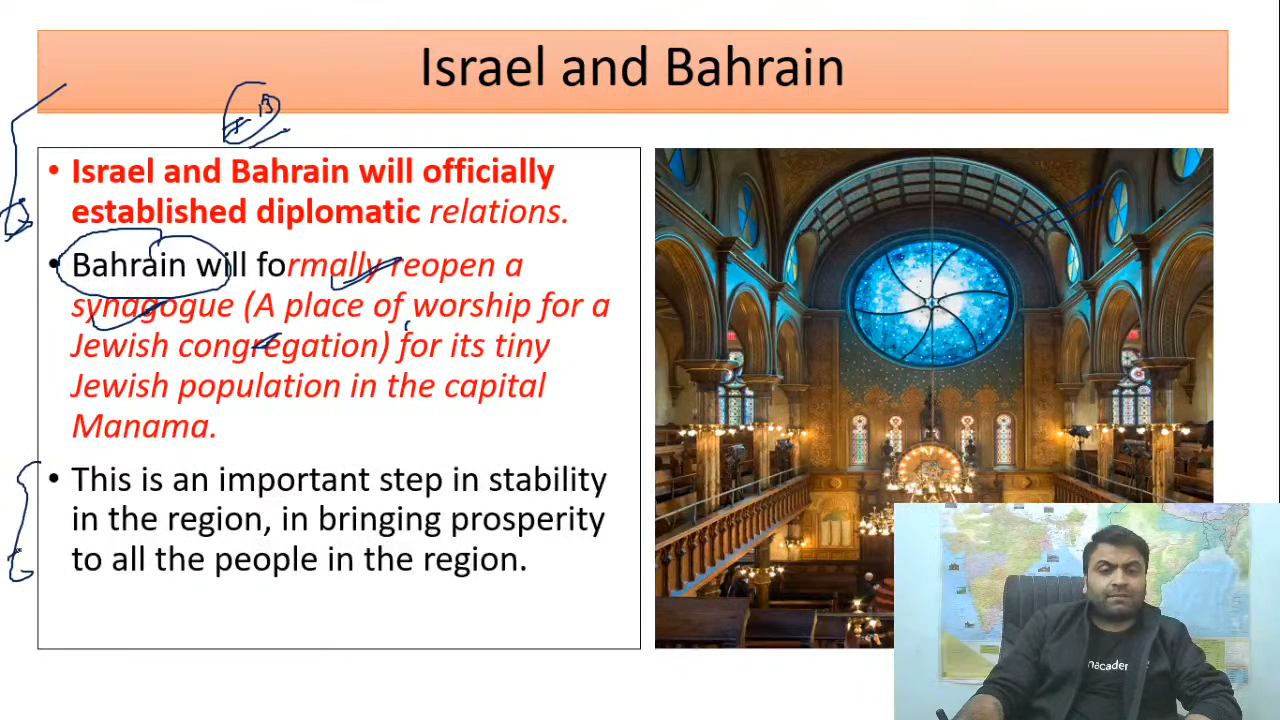 Israel and Bahrain
I B
• Israel and Bahrain will officially
established diplomatic relations.
• Bahrain will formally reopen a
synagogue (A place of worship for a
Jewish congregation) for its tiny
Jewish population in the capital
Manama.
• This is an important step in stability
in the region, in bringing prosperity
to all the people in the region.
nacader